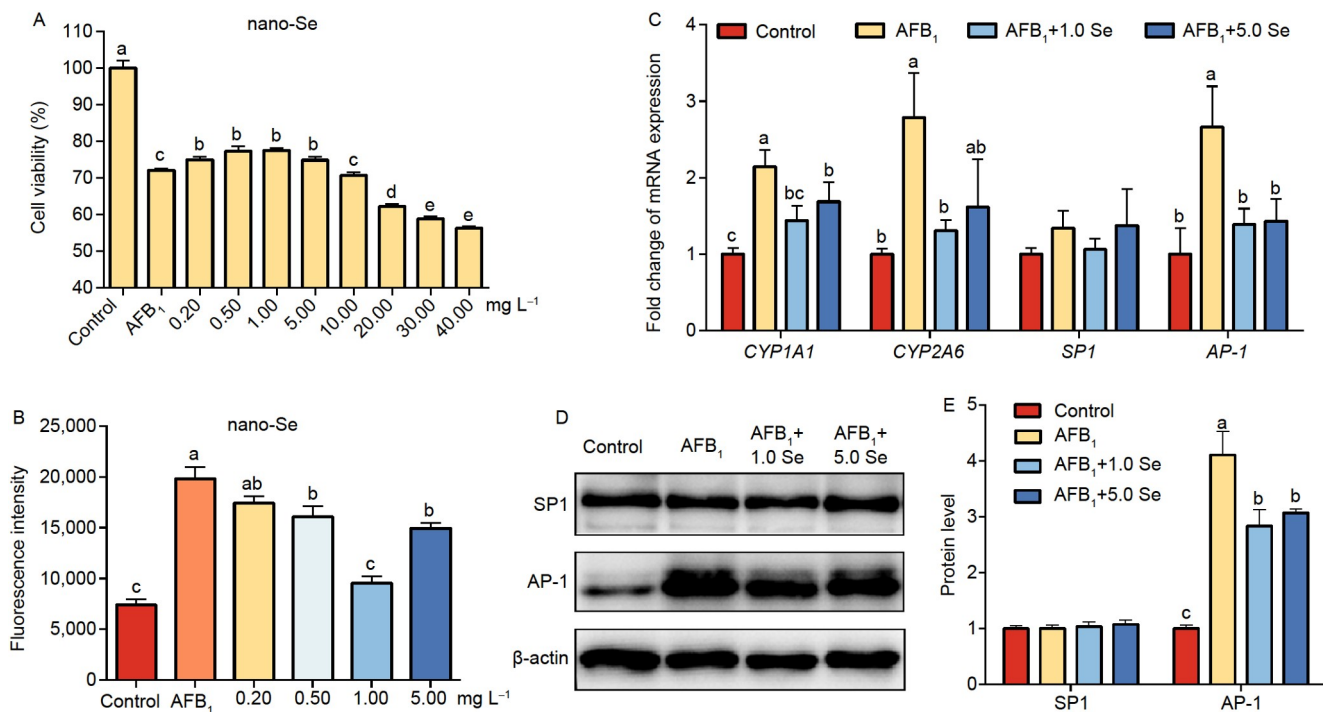 A
nano-Se
Cell viability (%)
110
100
90
80
70
60
50
40
a
c
b
b
b
b
c
d
e
e
Control
AFB₁
0.20
0.50
1.00
5.00
10.00
20.00
30.00
40.00
mg L⁻¹
B
nano-Se
Fluorescence intensity
25,000
20,000
15,000
10,000
5,000
0
c
a
ab
b
c
b
Control
AFB₁
0.20
0.50
1.00
5.00
mg L⁻¹
C
Control
AFB₁
AFB₁+1.0 Se
AFB₁+5.0 Se
Fold change of mRNA expression
4
3
2
1
0
c
a
bc
b
b
a
b
ab
b
a
b
b
CYP1A1
CYP2A6
SP1
AP-1
D
Control
AFB₁
AFB₁+
1.0 Se
AFB₁+
5.0 Se
SP1
AP-1
β-actin
E
Control
AFB₁
AFB₁+1.0 Se
AFB₁+5.0 Se
Protein level
5
4
3
2
1
0
c
a
b
b
SP1
AP-1